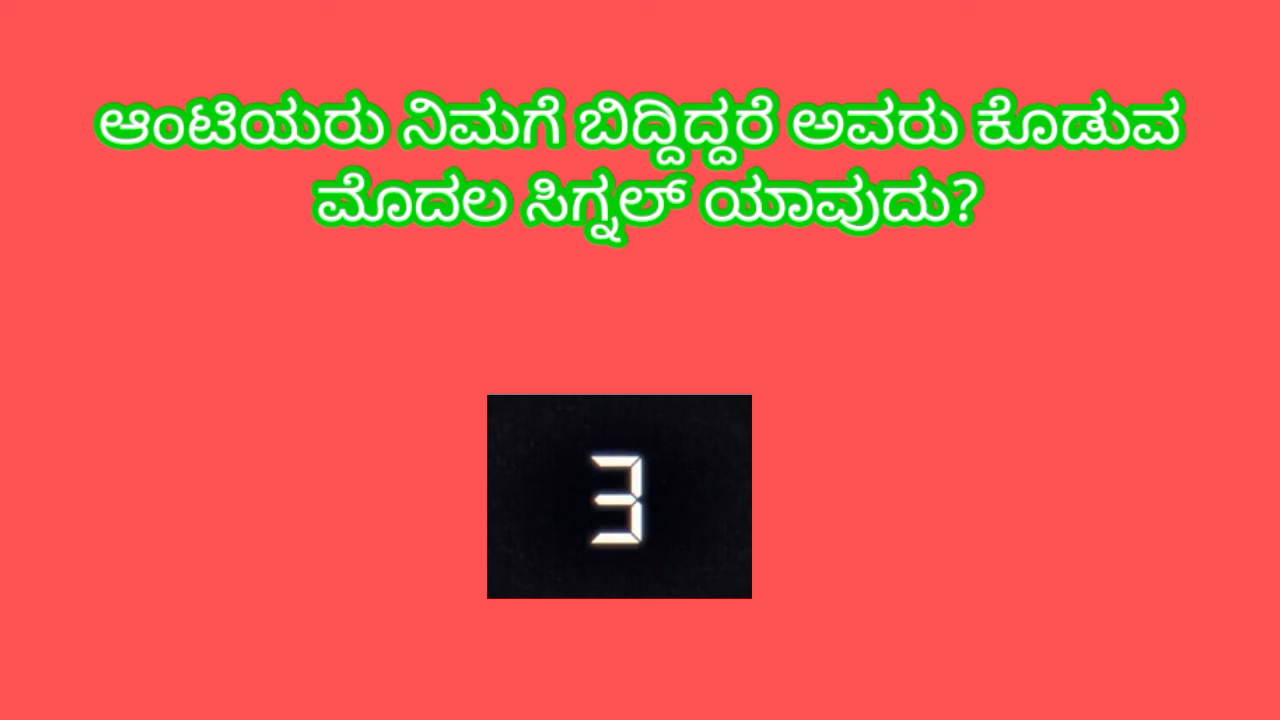 ಆಂಟಿಯರು ನಿಮಗೆ ಬಿದ್ದಿದ್ದರೆ ಅವರು ಕೊಡುವ
ಮೊದಲ ಸಿಗ್ನಲ್ ಯಾವುದು?
3